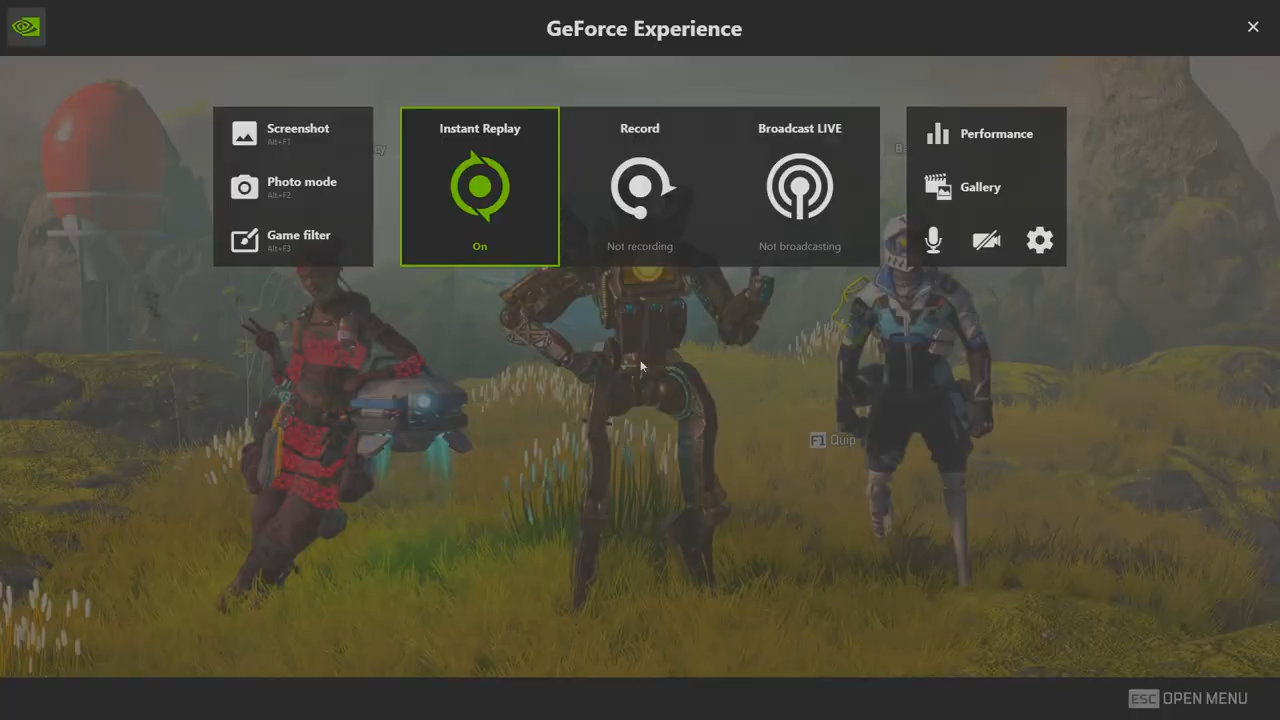 GeForce Experience
Screenshot
Alt+F1
Photo mode
Alt+F2
Game filter
Alt+F3
Instant Replay
On
Record
Not recording
Broadcast LIVE
Not broadcasting
Performance
Gallery
F1 Quip
ESC OPEN MENU